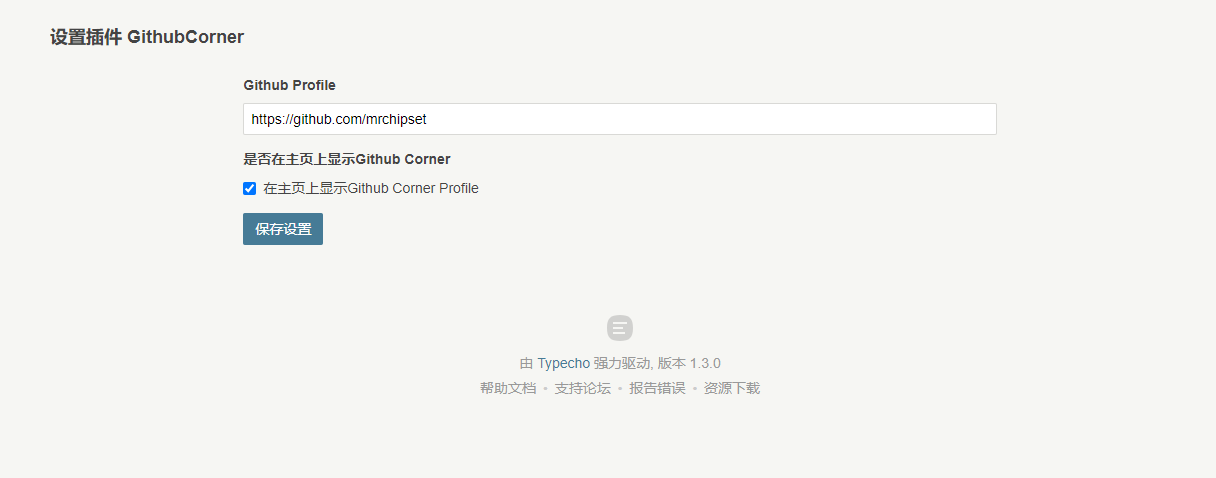 设置插件 GithubCorner
Github Profile
https://github.com/mrchipset
是否在主页上显示Github Corner
在主页上显示Github Corner Profile
保存设置
由 Typecho 强力驱动, 版本 1.3.0
帮助文档 • 支持论坛 • 报告错误 • 资源下载